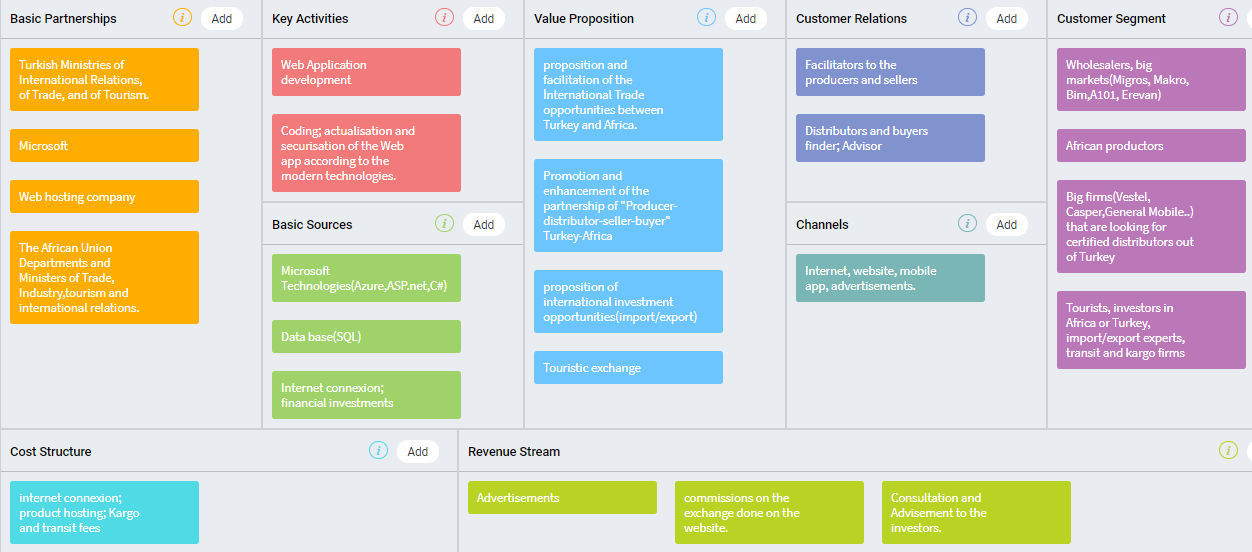 Basic Partnerships
i
Add
Turkish Ministries of
International Relations,
of Trade, and of Tourism.
Microsoft
Web hosting company
The African Union
Departments and
Ministers of Trade,
Industry,tourism and
international relations.
Key Activities
i
Add
Web Application
development
Coding; actualisation and
securisation of the Web
app according to the
modern technologies.
Basic Sources
i
Add
Microsoft
Technologies(Azure,ASP.net,C#)
Data base(SQL)
Internet connexion;
financial investments
Value Proposition
i
Add
proposition and
facilitation of the
International Trade
opportunities between
Turkey and Africa.
Promotion and
enhancement of the
partnership of "Producer-
distributor-seller-buyer"
Turkey-Africa
proposition of
international investment
opportunities(import/export)
Touristic exchange
Customer Relations
i
Add
Facilitators to the
producers and sellers
Distributors and buyers
finder; Advisor
Channels
i
Add
Internet, website, mobile
app, advertisements.
Customer Segment
i
Wholesalers, big
markets(Migros, Makro,
Bim,A101, Erevan)
African productors
Big firms(Vestel,
Casper,General Mobile..)
that are looking for
certified distributors out
of Turkey
Tourists, investors in
Africa or Turkey,
import/export experts,
transit and kargo firms
Cost Structure
i
Add
internet connexion;
product hosting; Kargo
and transit fees
Revenue Stream
i
Advertisements
commissions on the
exchange done on the
website.
Consultation and
Advisement to the
investors.